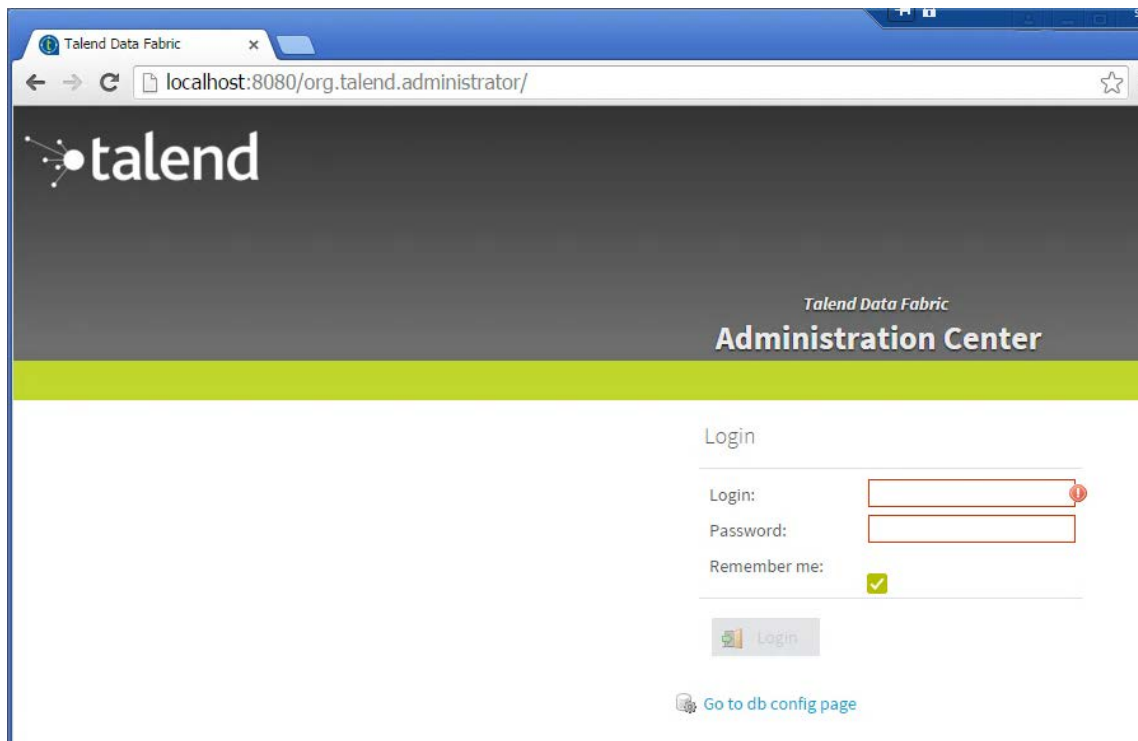 Talend Data Fabric
localhost:8080/org.talend.administrator/
talend
Talend Data Fabric
Administration Center
Login
Login:
Password:
Remember me:
Login
Go to db config page